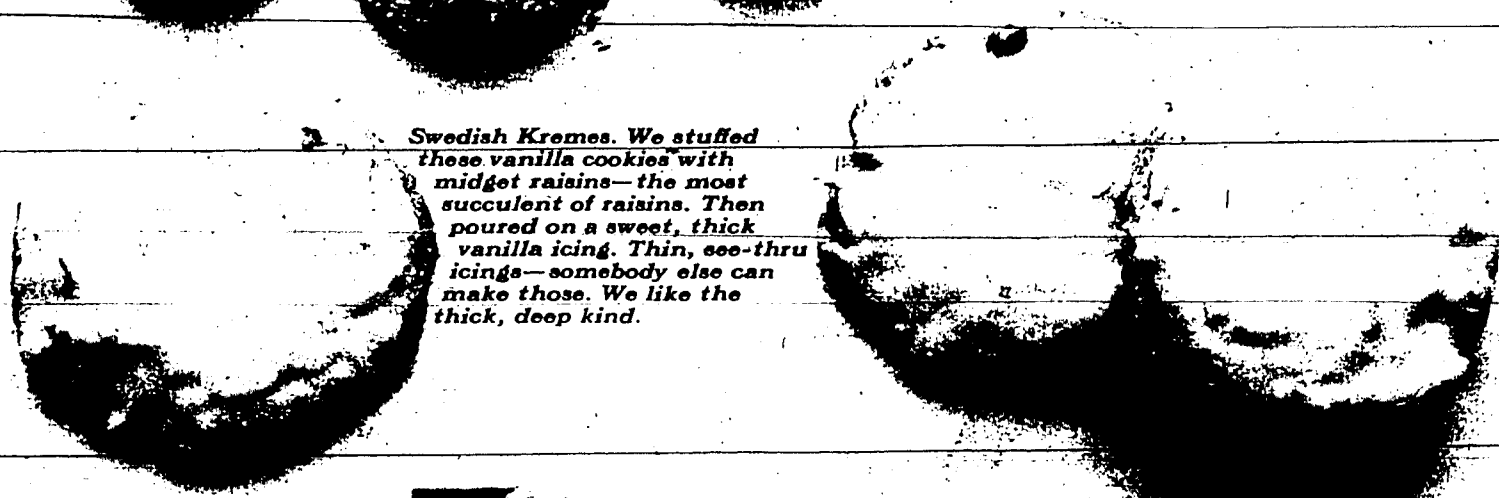 Swedish Kremes. We stuffed
these vanilla cookies with
midget raisins—the most
succulent of raisins. Then
poured on a sweet, thick
vanilla icing. Thin, see-thru
icings—somebody else can
make those. We like the
thick, deep kind.